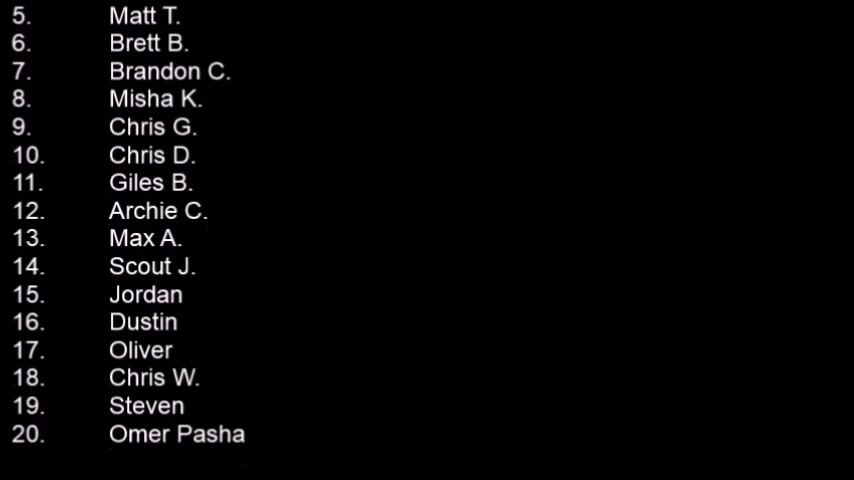 5. Matt T.
6. Brett B.
7. Brandon C.
8. Misha K.
9. Chris G.
10. Chris D.
11. Giles B.
12. Archie C.
13. Max A.
14. Scout J.
15. Jordan
16. Dustin
17. Oliver
18. Chris W.
19. Steven
20. Omer Pasha